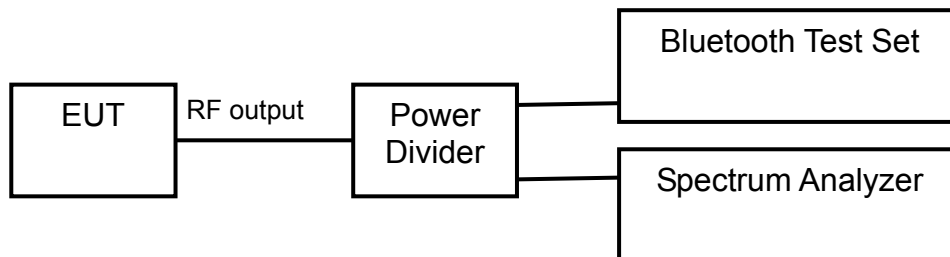 EUT
RF output
Power
Divider
Bluetooth Test Set
Spectrum Analyzer